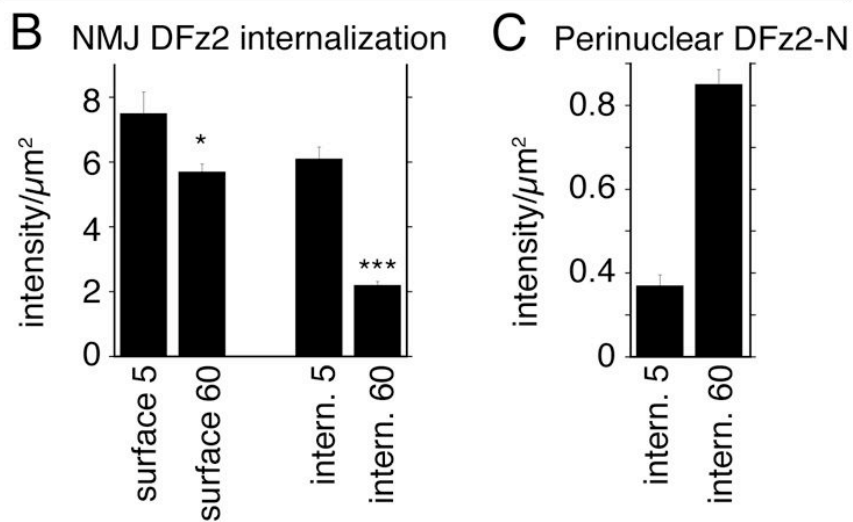 B NMJ DFz2 internalization
8
6
4
2
0
intensity/µm²
*
***
surface 5
surface 60
intern. 5
intern. 60
C Perinuclear DFz2-N
0.8
0.6
0.4
0
intensity/µm²
intern. 5
intern. 60